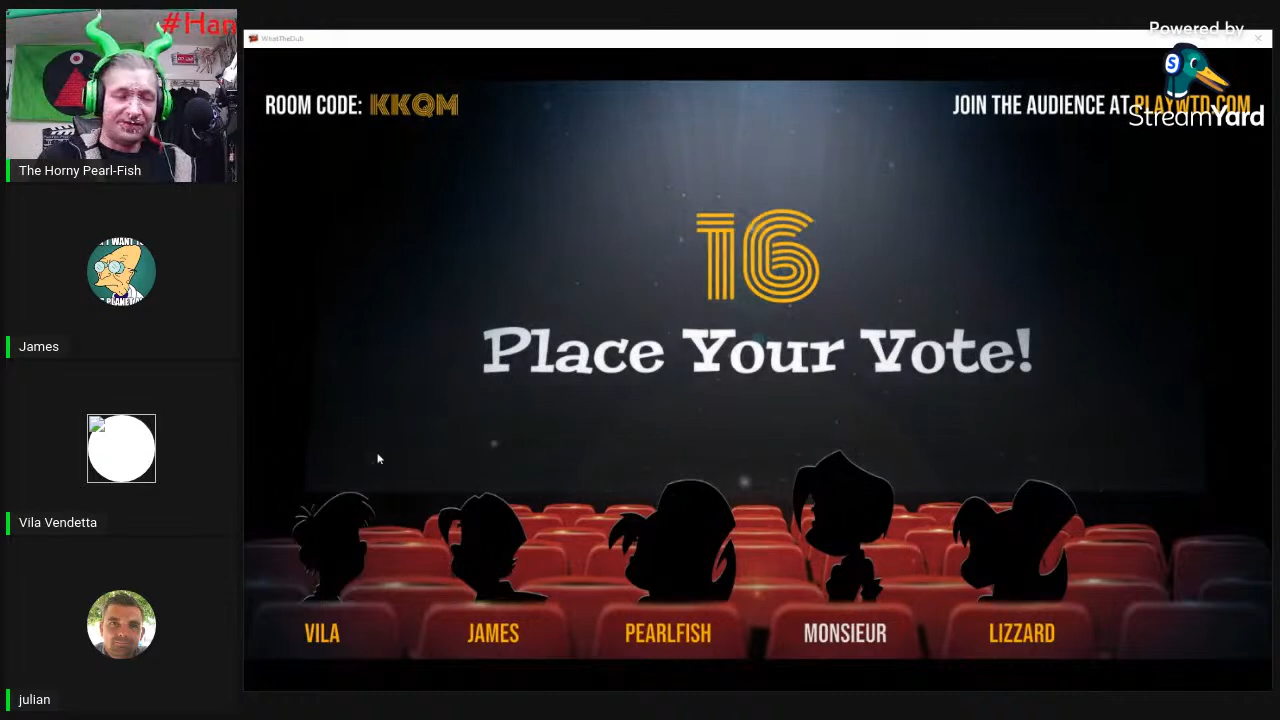 #Han
WhatTheDub
Powered by
StreamYard
ROOM CODE: KKQM
JOIN THE AUDIENCE AT PLAYWTD.COM
The Horny Pearl-Fish
16
Place Your Vote!
James
Vila Vendetta
julian
VILA
JAMES
PEARLFISH
MONSIEUR
LIZZARD